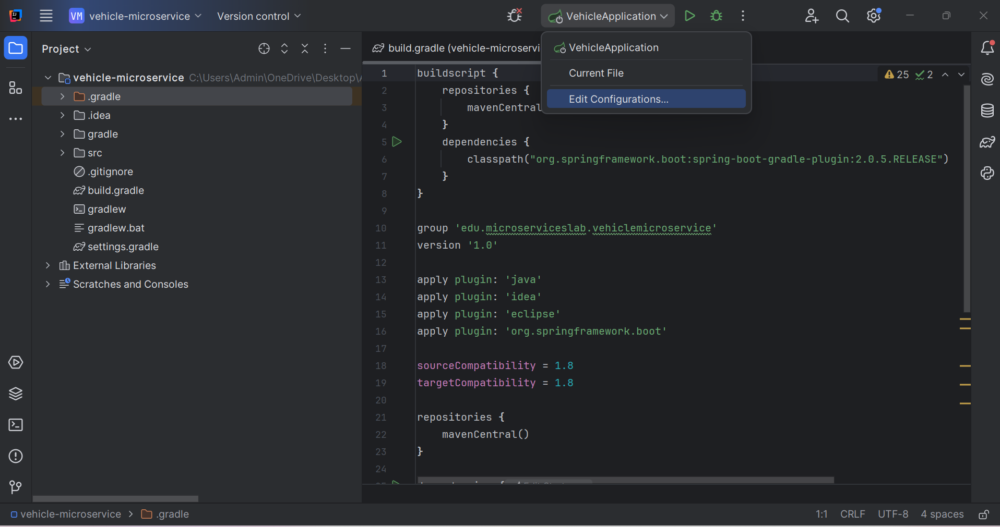 VM vehicle-microservice Version control VehicleApplication
Project
vehicle-microservice C:\Users\Admin\OneDrive\Desktop\
.gradle
.idea
gradle
src
.gitignore
build.gradle
gradlew
gradlew.bat
settings.gradle
External Libraries
Scratches and Consoles
build.gradle (vehicle-microservi
VehicleApplication
Current File
Edit Configurations...
25 2
1 buildscript {
2 repositories {
3 mavenCentral
4 }
5 dependencies {
6 classpath("org.springframework.boot:spring-boot-gradle-plugin:2.0.5.RELEASE")
7 }
8 }
9
10 group 'edu.microserviceslab.vehiclemicroservice'
11 version '1.0'
12
13 apply plugin: 'java'
14 apply plugin: 'idea'
15 apply plugin: 'eclipse'
16 apply plugin: 'org.springframework.boot'
17
18 sourceCompatibility = 1.8
19 targetCompatibility = 1.8
20
21 repositories {
22 mavenCentral()
23 }
24
vehicle-microservice > .gradle
1:1 CRLF UTF-8 4 spaces